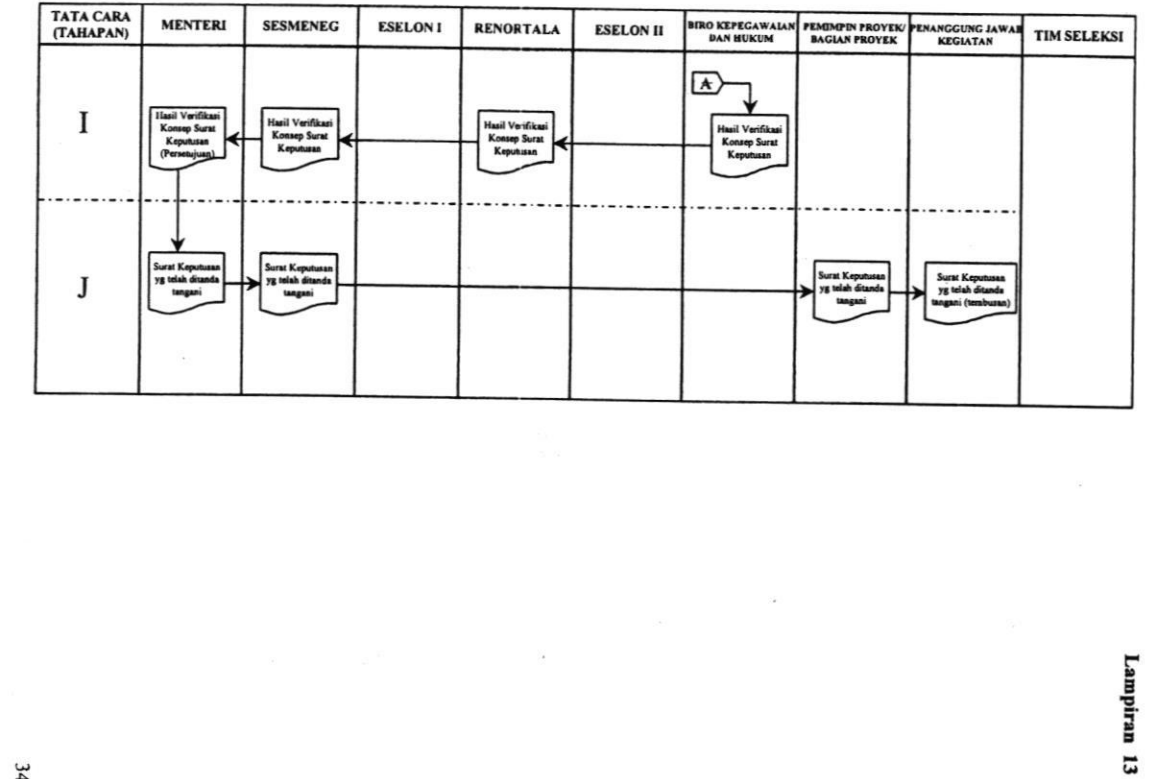 TATA CARA
(TAHAPAN)
MENTERI
SESMENEG
ESELON I
RENORTALA
ESELON II
BIRO KEPEGAWAIAN
DAN HUKUM
PEMIMPIN PROYEK/
BAGIAN PROYEK
PENANGGUNG JAWAB
KEGIATAN
TIM SELEKSI
I
Hasil Verifikasi
Konsep Surat
Keputusan
(Persetujuan)
Hasil Verifikasi
Konsep Surat
Keputusan
Hasil Verifikasi
Konsep Surat
Keputusan
A
Hasil Verifikasi
Konsep Surat
Keputusan
J
Surat Keputusan
yg telah ditanda
tangani
Surat Keputusan
yg telah ditanda
tangani
Surat Keputusan
yg telah ditanda
tangani
Surat Keputusan
yg telah ditanda
tangani (tembusan)
Lampiran 13
34